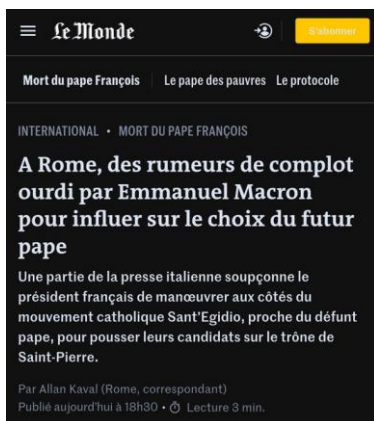 Le Monde
S'abonner
Mort du pape François Le pape des pauvres Le protocole
INTERNATIONAL • MORT DU PAPE FRANÇOIS
A Rome, des rumeurs de complot
ourdi par Emmanuel Macron
pour influer sur le choix du futur
pape
Une partie de la presse italienne soupçonne le
président français de manœuvrer aux côtés du
mouvement catholique Sant'Egidio, proche du défunt
pape, pour pousser leurs candidats sur le trône de
Saint-Pierre.
Par Allan Kaval (Rome, correspondant)
Publié aujourd'hui à 18h30 • Lecture 3 min.